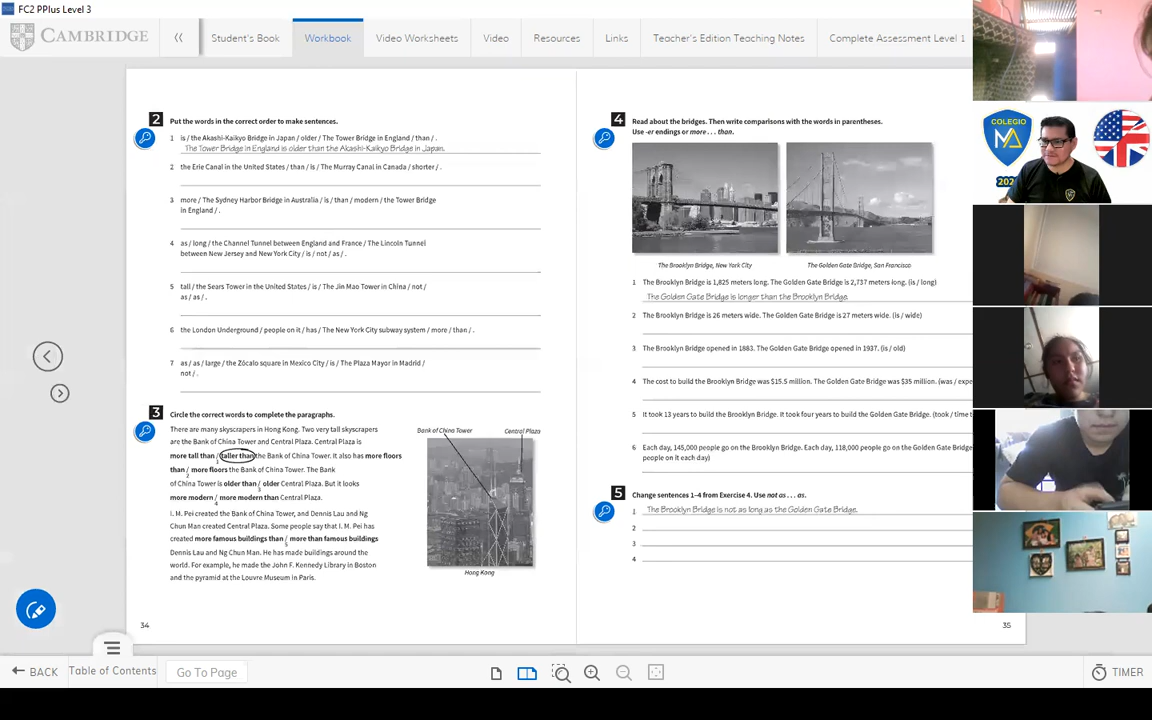 FC2 PPlus Level 3
CAMBRIDGE
Student's Book
Workbook
Video Worksheets
Video
Resources
Links
Teacher's Edition Teaching Notes
Complete Assessment Level 1
2 Put the words in the correct order to make sentences.
1 is / the Akashi-Kaikyo Bridge in Japan / older / The Tower Bridge in England / than / .
The Tower Bridge in England is older than the Akashi-Kaikyo Bridge in Japan.
2 the Erie Canal in the United States / than / is / The Murray Canal in Canada / shorter / .
3 more / The Sydney Harbor Bridge in Australia / is / than / modern / the Tower Bridge
in England / .
4 as / long / the Channel Tunnel between England and France / The Lincoln Tunnel
between New Jersey and New York City / is / not / as / .
5 tall / the Sears Tower in the United States / is / The Jin Mao Tower in China / not /
as / as / .
6 the London Underground / people on it / has / The New York City subway system / more / than / .
7 as / as / large / the Zócalo square in Mexico City / is / The Plaza Mayor in Madrid /
not / .
3 Circle the correct words to complete the paragraphs.
There are many skyscrapers in Hong Kong. Two very tall skyscrapers
are the Bank of China Tower and Central Plaza. Central Plaza is
more tall than / taller than the Bank of China Tower. It also has more floors
1
than / more floors the Bank of China Tower. The Bank
2
of China Tower is older than / older Central Plaza. But it looks
3
more modern / more modern than Central Plaza.
4
I. M. Pei created the Bank of China Tower, and Dennis Lau and Ng
Chun Man created Central Plaza. Some people say that I. M. Pei has
created more famous buildings than / more than famous buildings
5
Dennis Lau and Ng Chun Man. He has made buildings around the
world. For example, he made the John F. Kennedy Library in Boston
and the pyramid at the Louvre Museum in Paris.
Bank of China Tower
Central Plaza
Hong Kong
34
4 Read about the bridges. Then write comparisons with the words in parentheses.
Use -er endings or more . . . than.
The Brooklyn Bridge, New York City
The Golden Gate Bridge, San Francisco
1 The Brooklyn Bridge is 1,825 meters long. The Golden Gate Bridge is 2,737 meters long. (is / long)
The Golden Gate Bridge is longer than the Brooklyn Bridge.
2 The Brooklyn Bridge is 26 meters wide. The Golden Gate Bridge is 27 meters wide. (is / wide)
3 The Brooklyn Bridge opened in 1883. The Golden Gate Bridge opened in 1937. (is / old)
4 The cost to build the Brooklyn Bridge was $15.5 million. The Golden Gate Bridge was $35 million. (was / expe
5 It took 13 years to build the Brooklyn Bridge. It took four years to build the Golden Gate Bridge. (took / time t
6 Each day, 145,000 people go on the Brooklyn Bridge. Each day, 118,000 people go on the Golden Gate Bridge
people on it each day)
5 Change sentences 1–4 from Exercise 4. Use not as . . . as.
1 The Brooklyn Bridge is not as long as the Golden Gate Bridge.
2
3
4
35
COLEGIO
MA
BACK
Table of Contents
Go To Page
TIMER